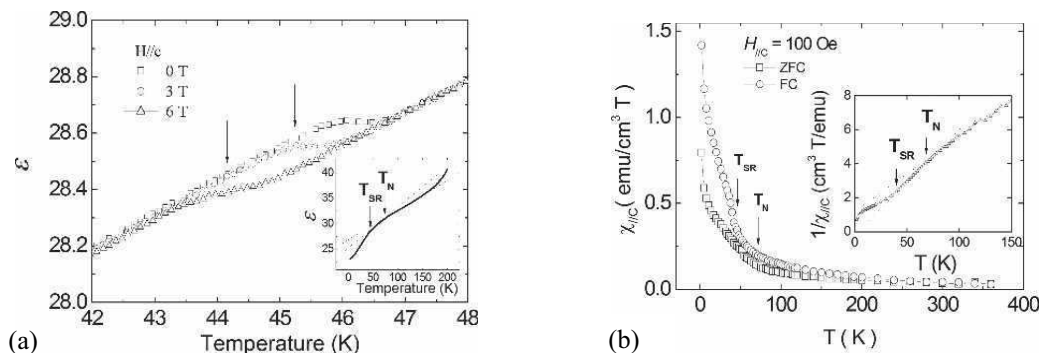 29.0
28.8
28.6
28.4
28.2
28.0
ε
H//c
0 T
3 T
6 T
42 43 44 45 46 47 48
Temperature (K)
40
35
30
25
ε
T_SR
T_N
0 50 100 150 200
Temperature (K)
(a)
1.5
1.0
0.5
0.0
χ//C( emu/cm³ T)
H//C = 100 Oe
ZFC
FC
T_SR
T_N
0 100 200 300 400
T ( K )
8
6
4
2
0
1/χ//C (cm³ T/emu)
T_SR
T_N
0 50 100 150
T (K)
(b)